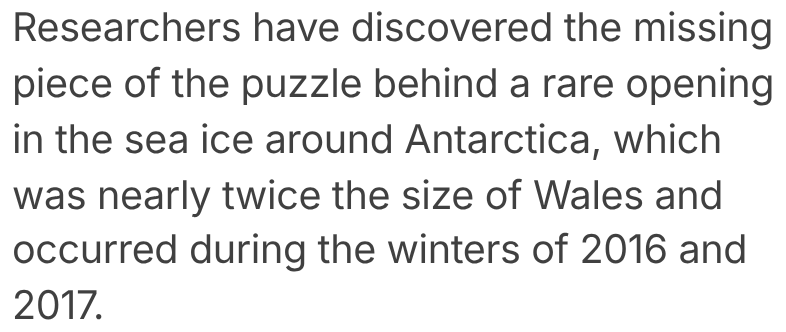 Researchers have discovered the missing
piece of the puzzle behind a rare opening
in the sea ice around Antarctica, which
was nearly twice the size of Wales and
occurred during the winters of 2016 and
2017.